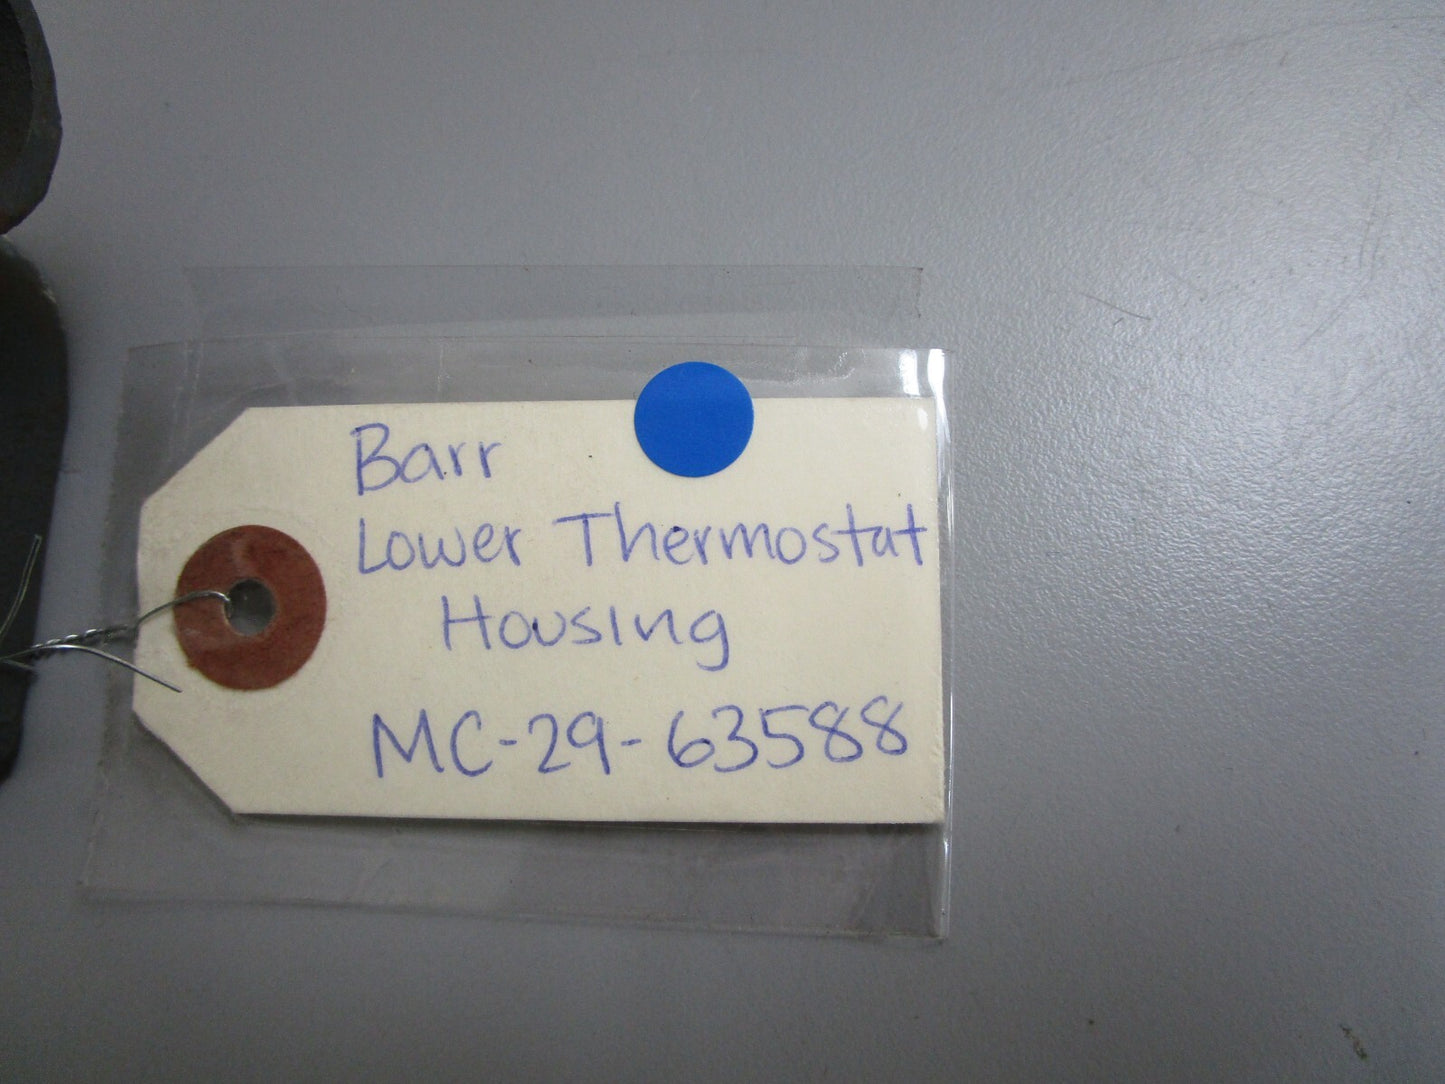 Barr
Lower Thermostat
Housing
MC-29-63588